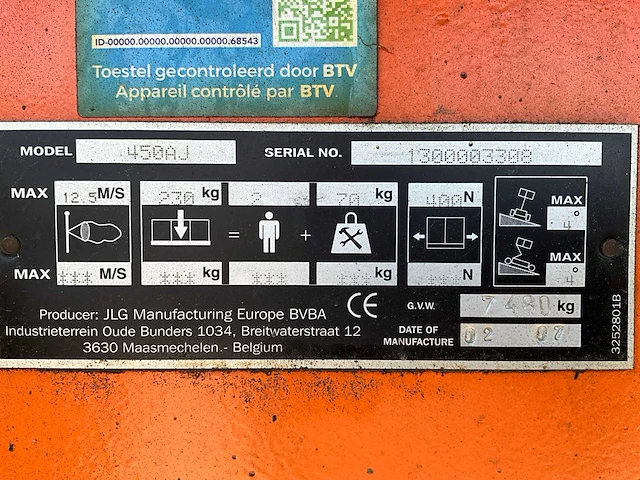 ID-00000.00000.00000.00000.68543
Toestel gecontroleerd door BTV
Appareil contrôlé par BTV
MODEL 450AJ SERIAL NO. 1300003308
MAX 12.5 M/S 230 kg 2 70 kg 400 N MAX 4°
= +
MAX 4°
MAX *** M/S *** kg *** *** kg *** N
Producer: JLG Manufacturing Europe BVBA CE G.V.W. 7490 kg
Industrieterrein Oude Bunders 1034, Breitwaterstraat 12
3630 Maasmechelen - Belgium
DATE OF MANUFACTURE 02 07
3252801B